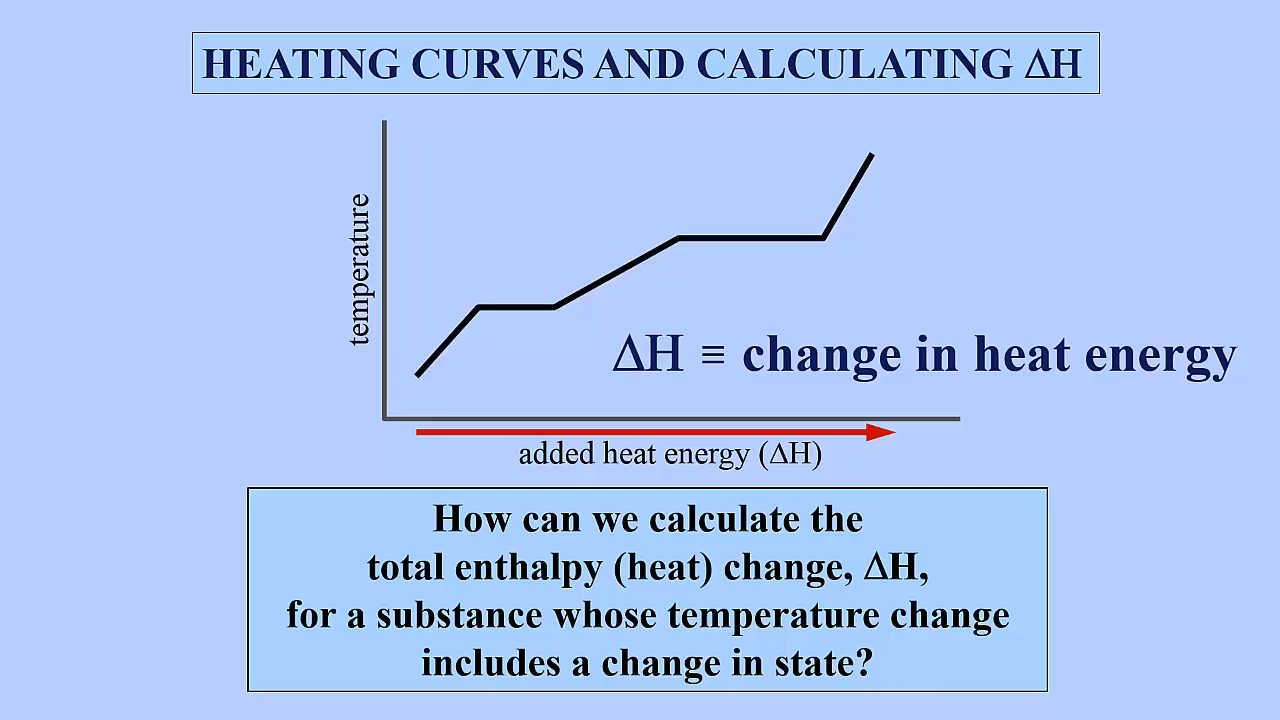 HEATING CURVES AND CALCULATING ΔH
temperature
ΔH ≡ change in heat energy
added heat energy (ΔH)
How can we calculate the
total enthalpy (heat) change, ΔH,
for a substance whose temperature change
includes a change in state?